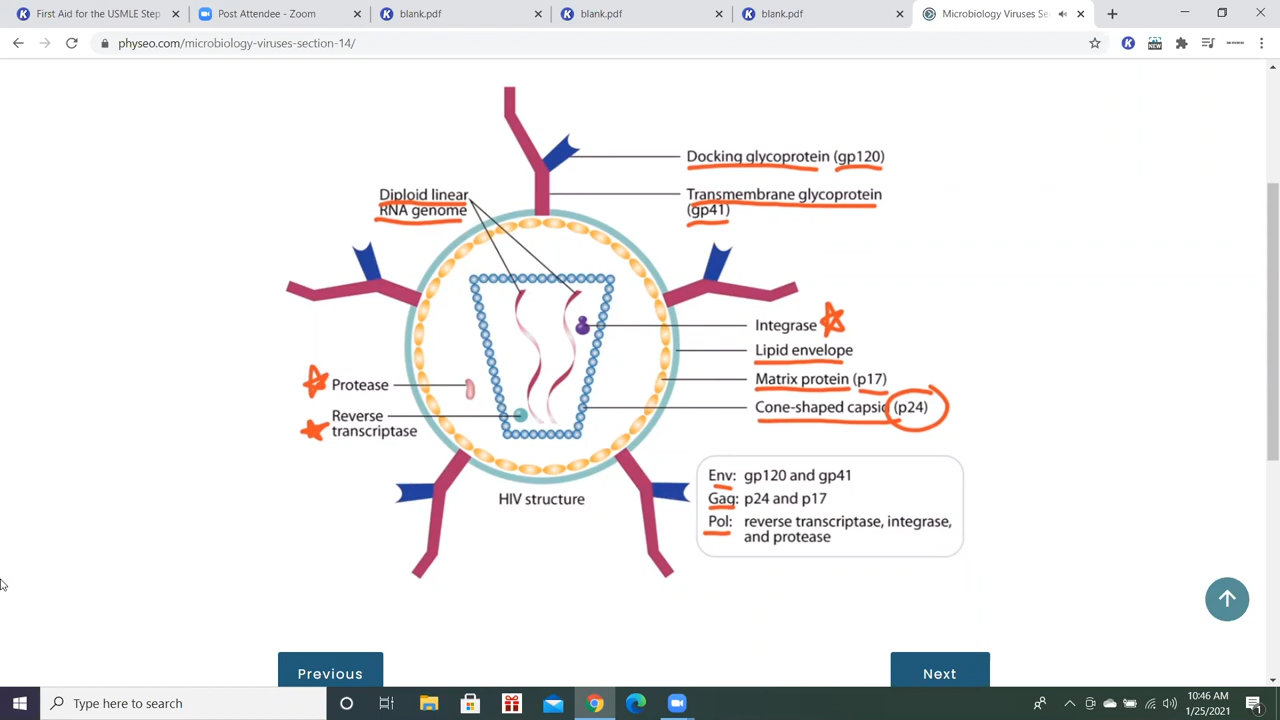 First Aid for the USMLE Step
Post Attendee - Zoom
blank.pdf
blank.pdf
blank.pdf
Microbiology Viruses Se
physeo.com/microbiology-viruses-section-14/
NEW
Docking glycoprotein (gp120)
Diploid linear
RNA genome
Transmembrane glycoprotein
(gp41)
Integrase
Lipid envelope
Matrix protein (p17)
Cone-shaped capsid (p24)
Protease
Reverse
transcriptase
HIV structure
Env: gp120 and gp41
Gag: p24 and p17
Pol: reverse transcriptase, integrase,
and protease
Previous
Next
Type here to search
10:46 AM
1/25/2021
1